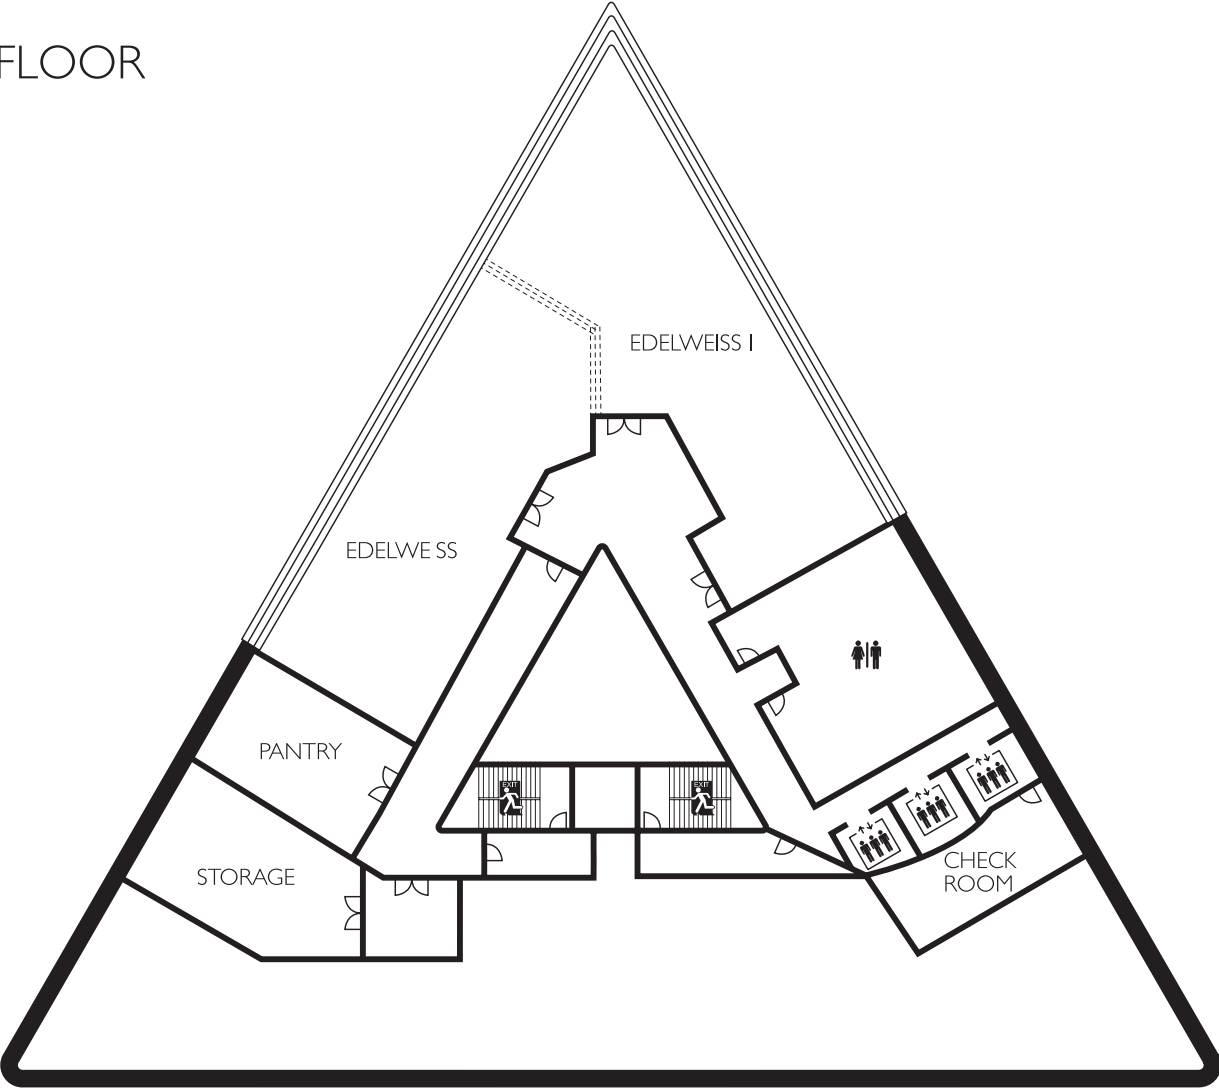 FLOOR
EDELWEISS I
EDELWE SS
PANTRY
EXIT
EXIT
STORAGE
CHECK
ROOM